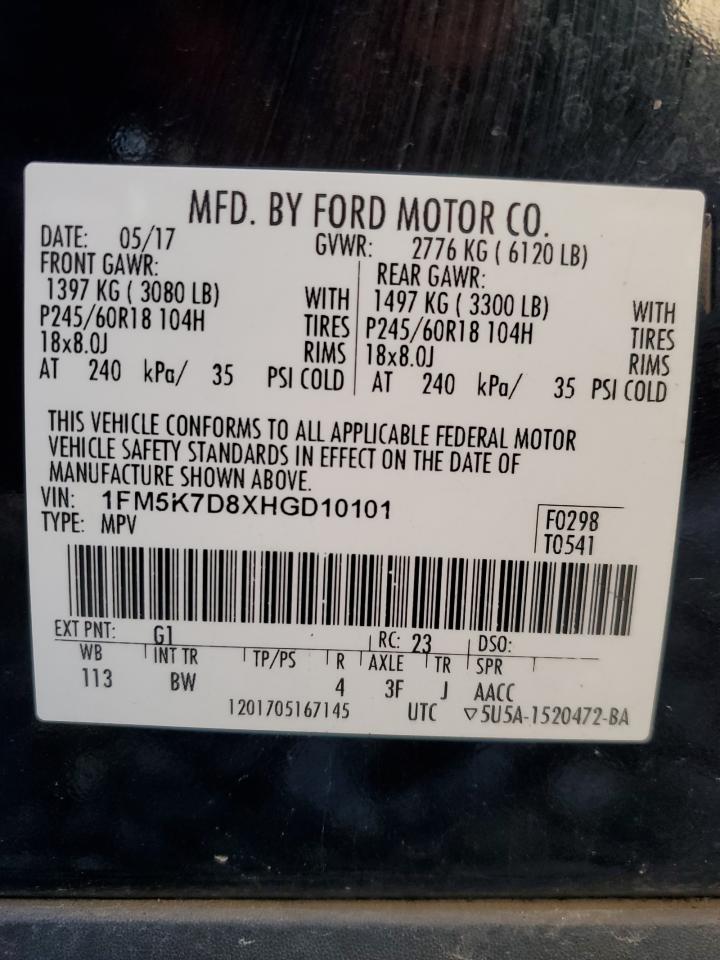 MFD. BY FORD MOTOR CO.
DATE: 05/17 GVWR: 2776 KG ( 6120 LB)
FRONT GAWR: REAR GAWR:
1397 KG ( 3080 LB) WITH 1497 KG ( 3300 LB) WITH
P245/60R18 104H TIRES P245/60R18 104H TIRES
18x8.0J RIMS 18x8.0J RIMS
AT 240 kPa/ 35 PSI COLD AT 240 kPa/ 35 PSI COLD
THIS VEHICLE CONFORMS TO ALL APPLICABLE FEDERAL MOTOR
VEHICLE SAFETY STANDARDS IN EFFECT ON THE DATE OF
MANUFACTURE SHOWN ABOVE.
VIN: 1FM5K7D8XHGD10101 F0298
TYPE: MPV T0541
EXT PNT: G1 RC: 23 DSO:
WB INT TR TP/PS R AXLE TR SPR
113 BW 4 3F J AACC
1201705167145 UTC ▽5U5A-1520472-BA